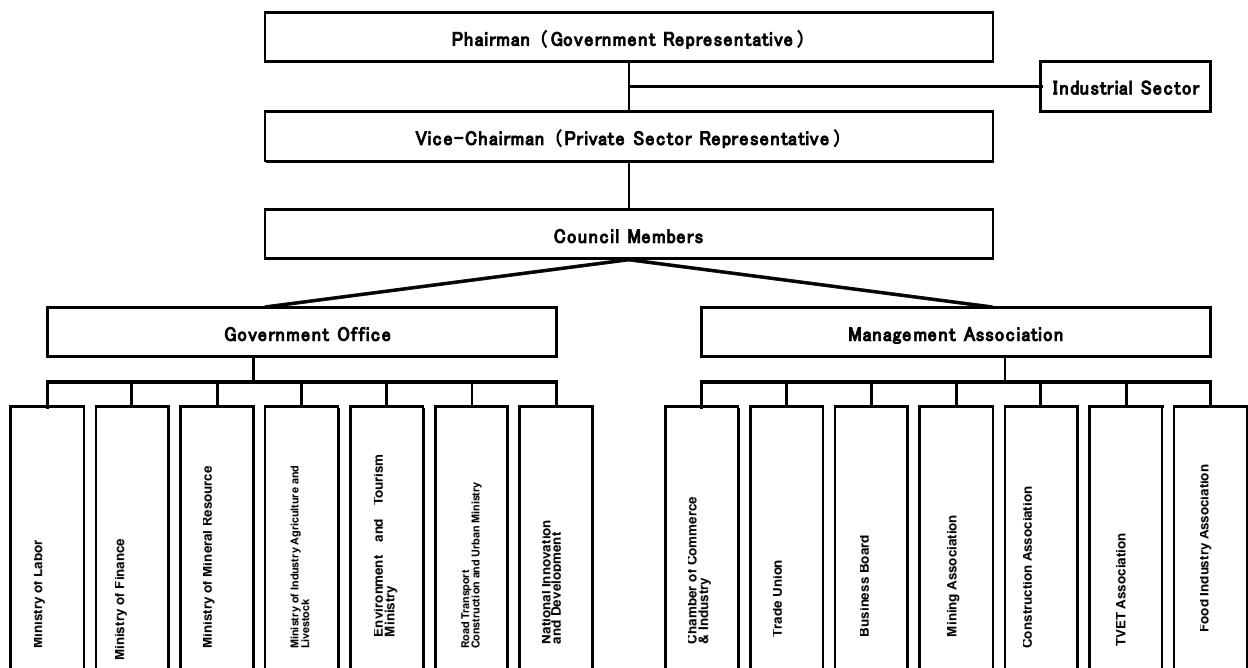 Phairman (Government Representative)
Industrial Sector
Vice-Chairman (Private Sector Representative)
Council Members
Government Office
Management Association
Ministry of Labor
Ministry of Finance
Ministry of Mineral Resource
Ministry of Industry Agriculture and
Livestock
Environment and Tourism
Ministry
Road Transport
Construction and Urban Ministry
National Innovation
and Development
Chamber of Commerce
& Industry
Trade Union
Business Board
Mining Association
Construction Association
TVET Association
Food Industry Association